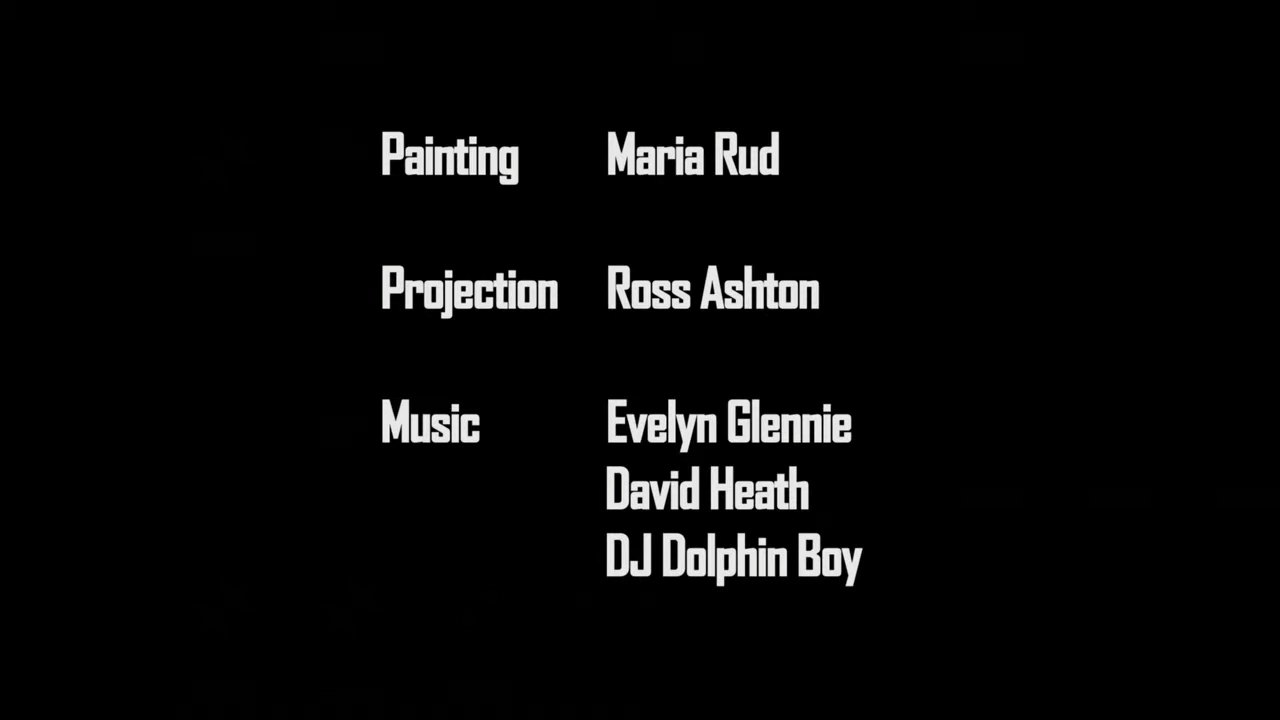 Painting Maria Rud
Projection Ross Ashton
Music Evelyn Glennie
David Heath
DJ Dolphin Boy